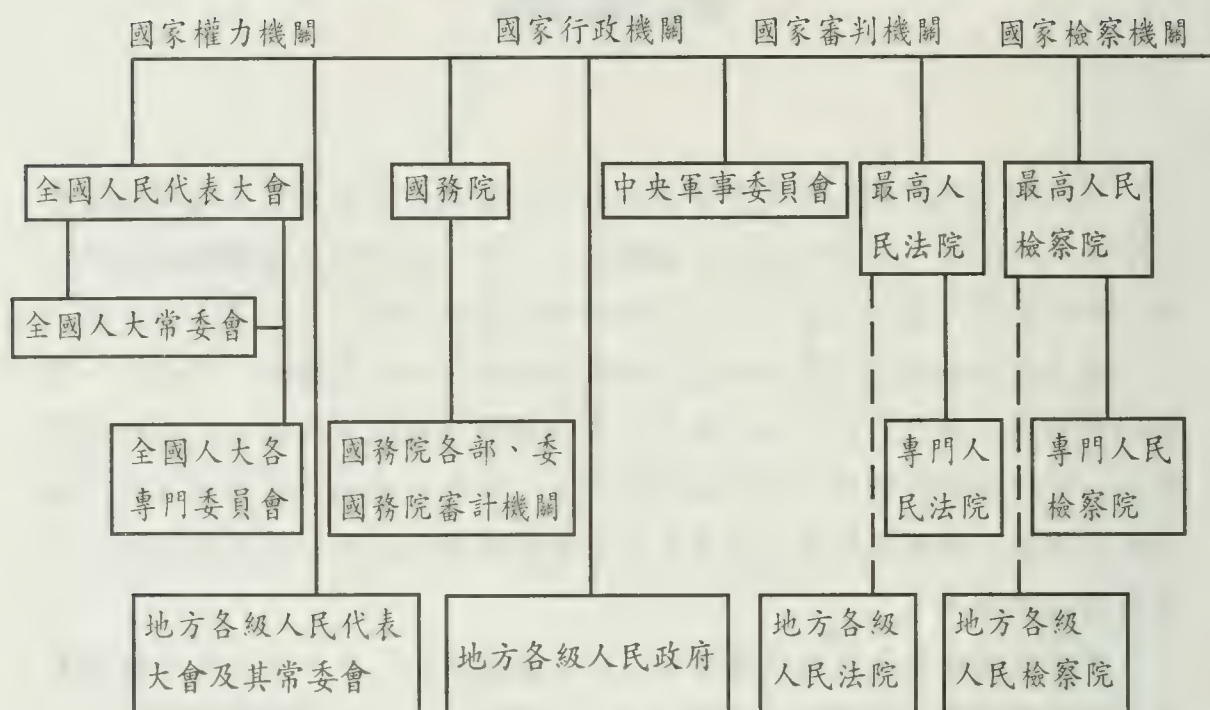 國家權力機關
國家行政機關
國家審判機關
國家檢察機關
全國人民代表大會
國務院
中央軍事委員會
最高人
民法院
最高人民
檢察院
全國人大常委會
全國人大各
專門委員會
國務院各部、委
國務院審計機關
專門人
民法院
專門人民
檢察院
地方各級人民代表
大會及其常委會
地方各級人民政府
地方各級
人民法院
地方各級
人民檢察院